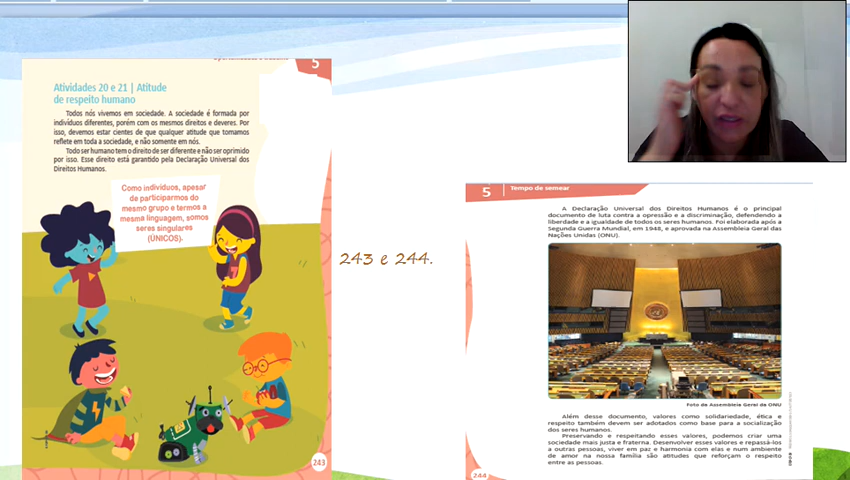 5
Atividades 20 e 21 | Atitude
de respeito humano
Todos nós vivemos em sociedade. A sociedade é formada por
indivíduos diferentes, porém com os mesmos direitos e deveres. Por
isso, devemos estar cientes de que qualquer atitude que tomamos
reflete em toda a sociedade, e não somente em nós.
Todo ser humano tem o direito de ser diferente e não ser oprimido
por isso. Esse direito está garantido pela Declaração Universal dos
Direitos Humanos.
Como indivíduos, apesar
de participarmos do
mesmo grupo e termos a
mesma linguagem, somos
seres singulares
(ÚNICOS).
243
243 e 244.
5 Tempo de semear
A Declaração Universal dos Direitos Humanos é o principal
documento de luta contra a opressão e a discriminação, defendendo a
liberdade e a igualdade de todos os seres humanos. Foi elaborada após a
Segunda Guerra Mundial, em 1948, e aprovada na Assembleia Geral das
Nações Unidas (ONU).
Foto da Assembleia Geral da ONU
Além desse documento, valores como solidariedade, ética e
respeito também devem ser adotados como base para a socialização
dos seres humanos.
Preservando e respeitando esses valores, podemos criar uma
sociedade mais justa e fraterna. Desenvolver esses valores e repassá-los
a outras pessoas, viver em paz e harmonia com elas e num ambiente
de amor na nossa família são atitudes que reforçam o respeito
entre as pessoas.
244